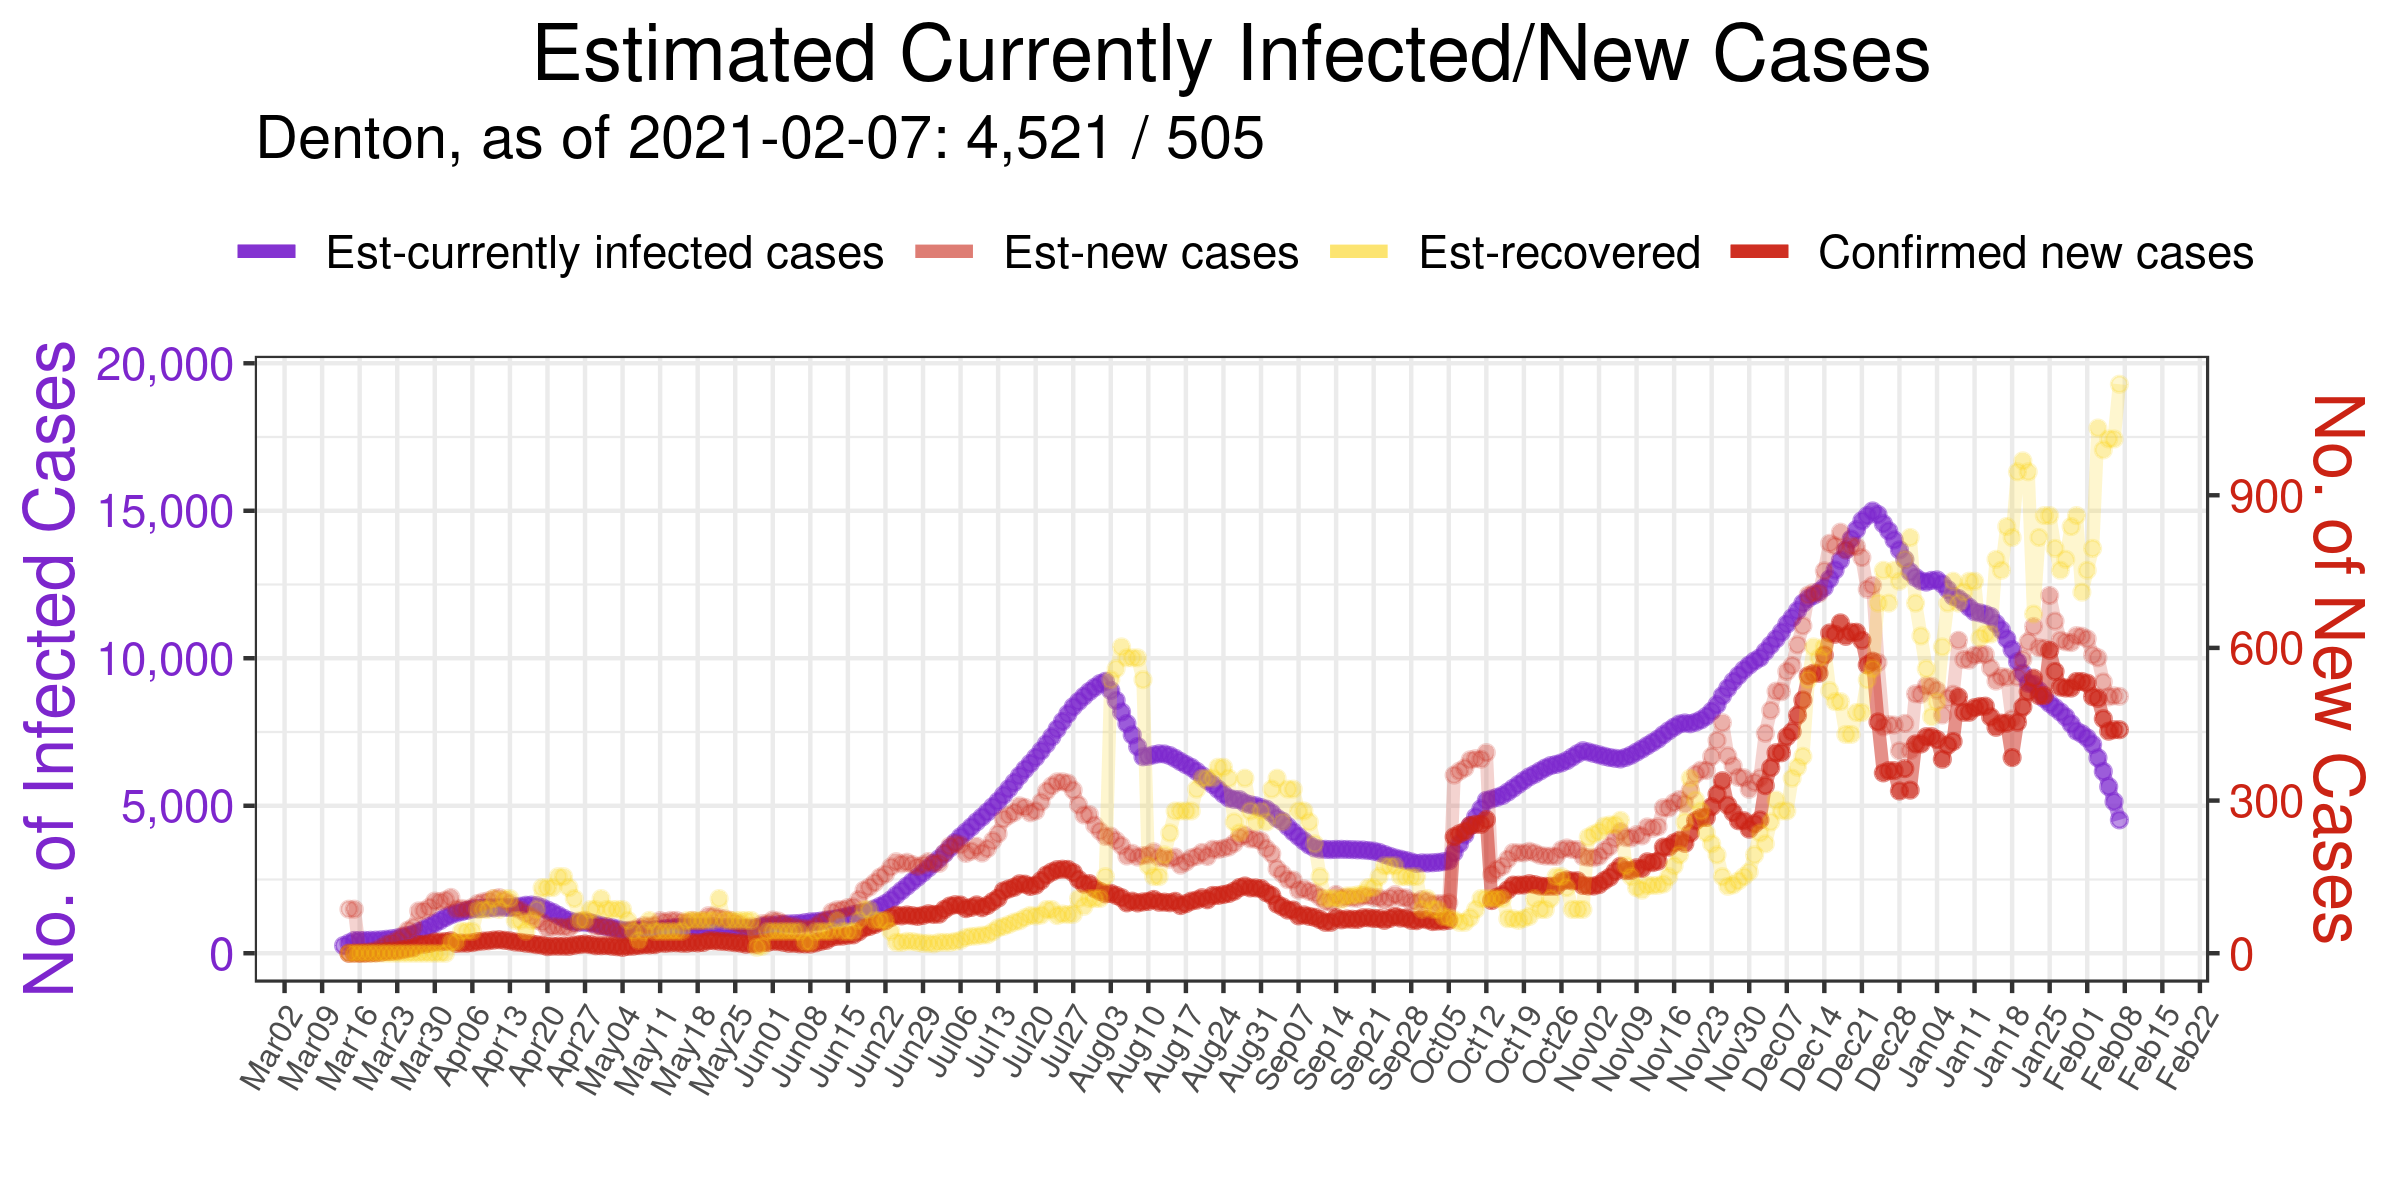 Estimated Currently Infected/New Cases
Denton, as of 2021-02-07: 4,521 / 505
Est-currently infected cases
Est-new cases
Est-recovered
Confirmed new cases
No. of Infected Cases
20,000
15,000
10,000
5,000
0
No. of New Cases
900
600
300
0
Mar02
Mar09
Mar16
Mar23
Mar30
Apr06
Apr13
Apr20
Apr27
May04
May11
May18
May25
Jun01
Jun08
Jun15
Jun22
Jun29
Jul06
Jul13
Jul20
Jul27
Aug03
Aug10
Aug17
Aug24
Aug31
Sep07
Sep14
Sep21
Sep28
Oct05
Oct12
Oct19
Oct26
Nov02
Nov09
Nov16
Nov23
Nov30
Dec07
Dec14
Dec21
Dec28
Jan04
Jan11
Jan18
Jan25
Feb01
Feb08
Feb15
Feb22